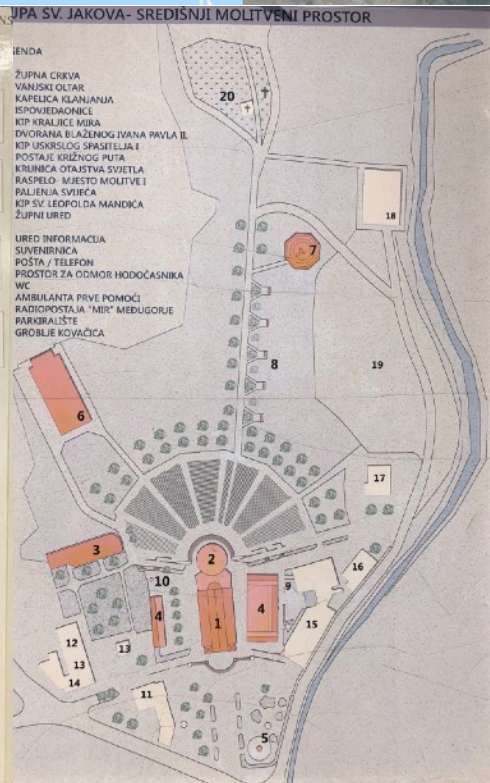 UPA SV. JAKOVA- SREDIŠNJI MOLITVENI PROSTOR
GENDA
ŽUPNA CRKVA
VANJSKI OLTAR
KAPELICA KLANJANJA
ISPOVJEDAONICE
KIP KRALJICE MIRA
DVORANA BLAŽENOG IVANA PAVLA II.
KIP USKRSLOG SPASITELJA I
POSTAJE KRIŽNOG PUTA
KRUNICA OTAJSTVA SVJETLA
RASPELO- MJESTO MOLITVE I
PALJENJA SVIJEĆA
KIP SV. LEOPOLDA MANDIĆA
ŽUPNI URED
URED INFORMACIJA
SUVENIRNICA
POŠTA / TELEFON
PROSTOR ZA ODMOR HODOČASNIKA
WC
AMBULANTA PRVE POMOĆI
RADIOPOSTAJA "MIR" MEĐUGORJE
PARKIRALIŠTE
GROBLJE KOVAČICA
20
18
7
8
19
6
17
3
2
16
10
9
4
1
4
15
12
13
13
14
11
5